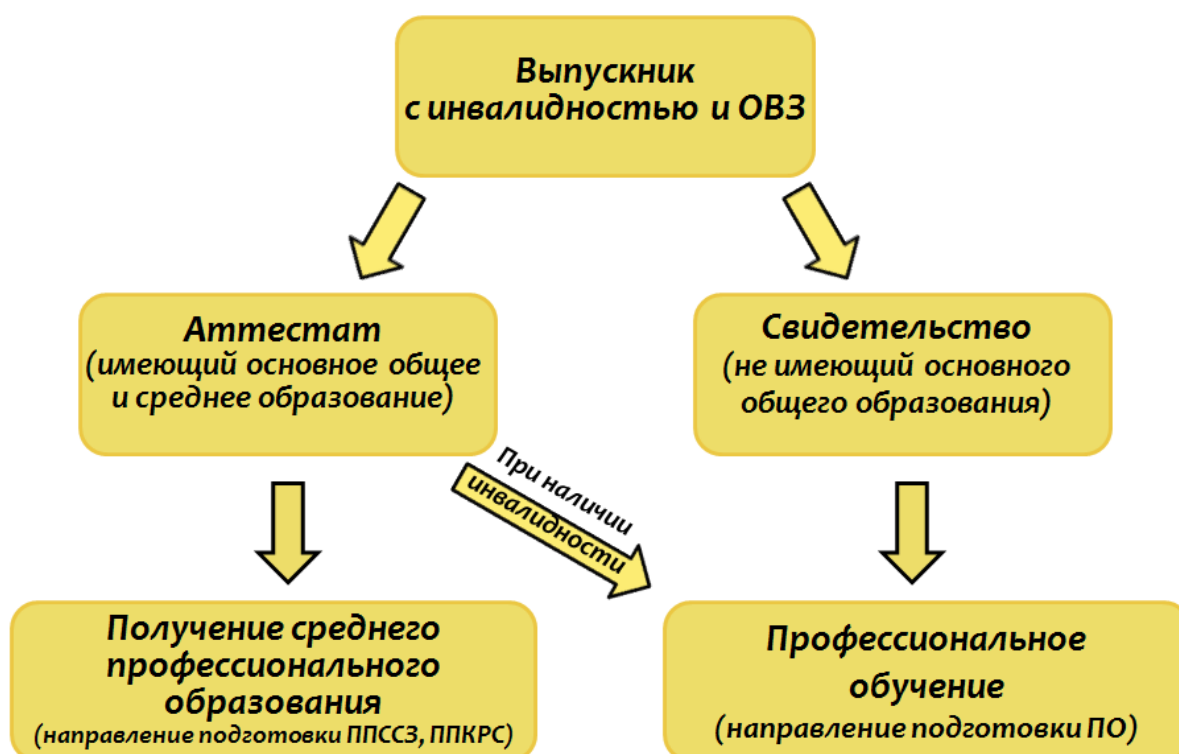 Выпускник
с инвалидностью и ОВЗ
Аттестат
(имеющий основное общее
и среднее образование)
Свидетельство
(не имеющий основного
общего образования)
При наличии
инвалидности
Получение среднего
профессионального
образования
(направление подготовки ППССЗ, ППКРС)
Профессиональное
обучение
(направление подготовки ПО)